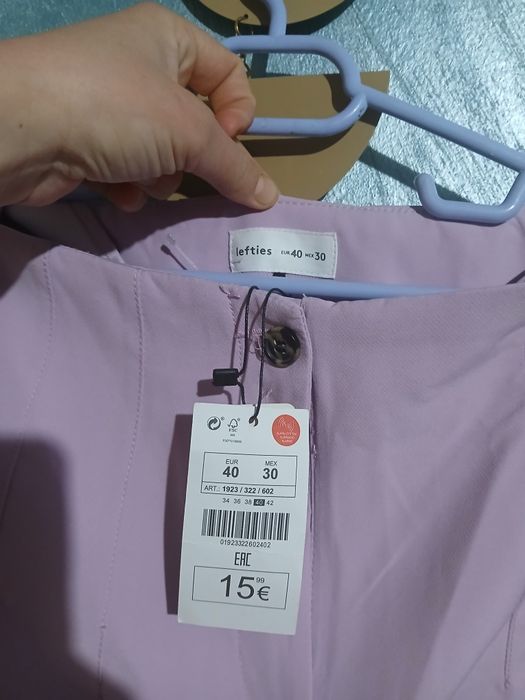 lefties EUR 40 MEX 30
FSC
EUR MEX
40 30
ART.: 1923 / 322 / 602
34 36 38 40 42
01923322602402
EAC
15,99 €